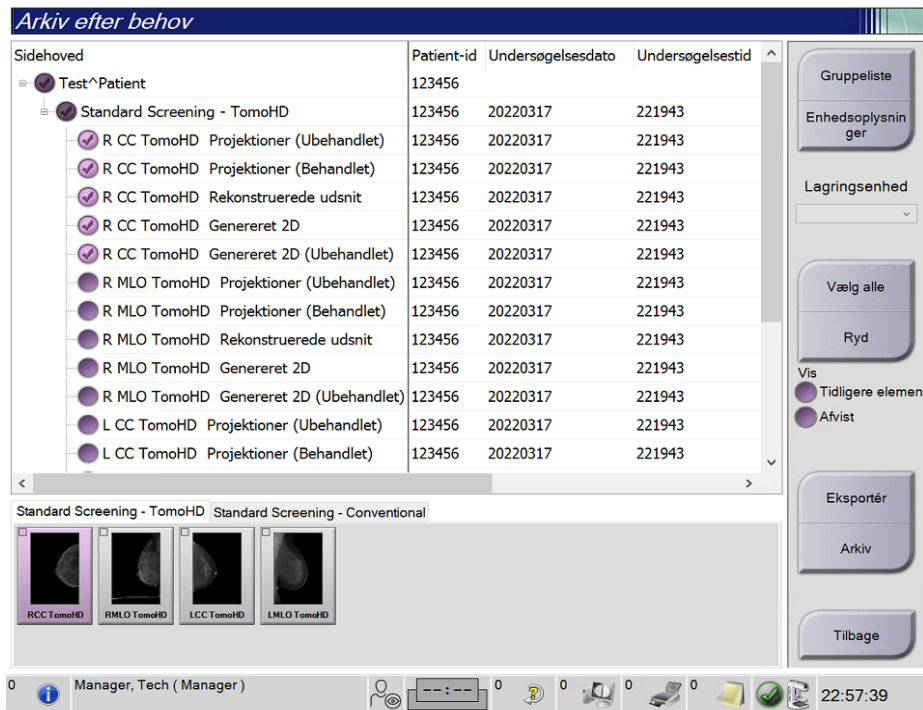 Arkiv efter behov
Sidehoved Patient-id Undersøgelsesdato Undersøgelsestid
Test^Patient 123456
Standard Screening - TomoHD 123456 20220317 221943
R CC TomoHD Projektioner (Ubehandlet) 123456 20220317 221943
R CC TomoHD Projektioner (Behandlet) 123456 20220317 221943
R CC TomoHD Rekonstruerede udsnit 123456 20220317 221943
R CC TomoHD Genereret 2D 123456 20220317 221943
R CC TomoHD Genereret 2D (Ubehandlet) 123456 20220317 221943
R MLO TomoHD Projektioner (Ubehandlet) 123456 20220317 221943
R MLO TomoHD Projektioner (Behandlet) 123456 20220317 221943
R MLO TomoHD Rekonstruerede udsnit 123456 20220317 221943
R MLO TomoHD Genereret 2D 123456 20220317 221943
R MLO TomoHD Genereret 2D (Ubehandlet) 123456 20220317 221943
L CC TomoHD Projektioner (Ubehandlet) 123456 20220317 221943
L CC TomoHD Projektioner (Behandlet) 123456 20220317 221943
Gruppeliste
Enhedsoplysnin
ger
Lagringsenhed
Vælg alle
Ryd
Vis
Tidligere elemen
Afvist
Eksportér
Arkiv
Tilbage
Standard Screening - TomoHD Standard Screening - Conventional
RCC TomoHD RMLO TomoHD LCC TomoHD LMLO TomoHD
0 Manager, Tech ( Manager ) --:-- 0 0 0 0 22:57:39